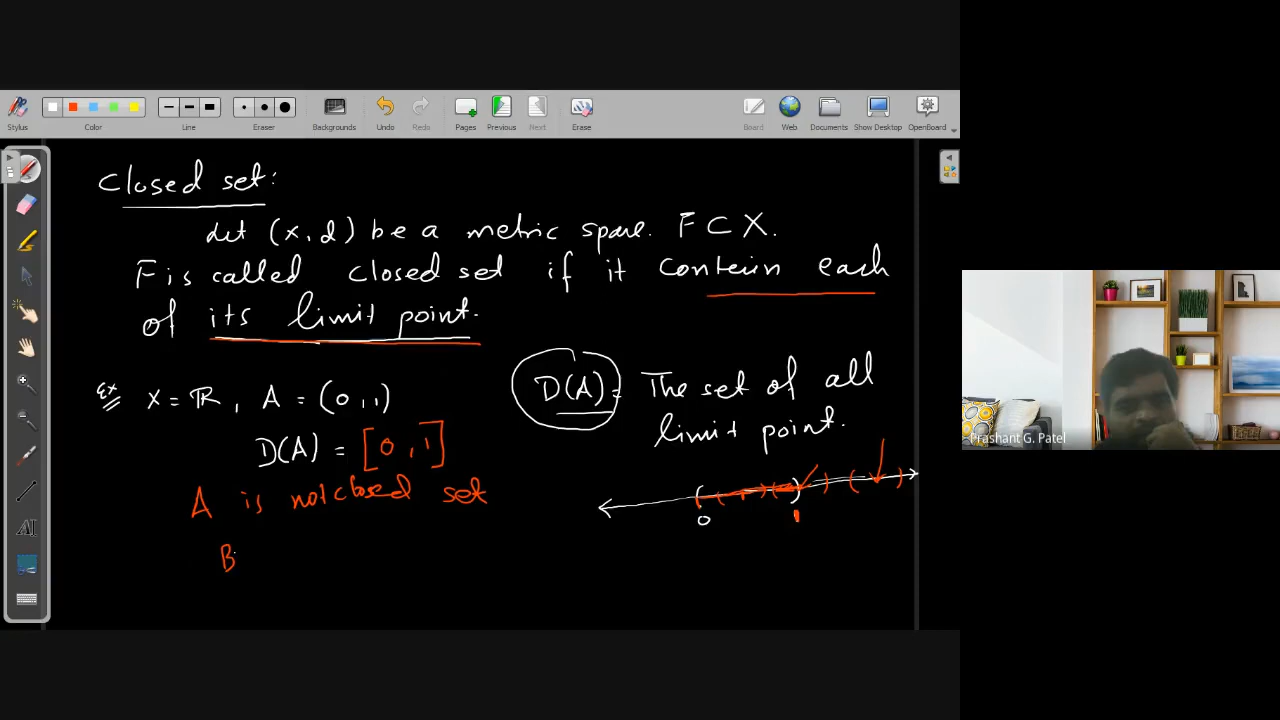 Stylus
Color
Line
Eraser
Backgrounds
Undo
Redo
Pages
Previous
Next
Erase
Board
Web
Documents
Show Desktop
OpenBoard
Closed set:
Let (X, d) be a metric space. F ⊂ X.
F is called closed set if it contain each
of its limit point.
Ex X = ℝ, A = (0,1)
D(A) = [0,1]
A is not closed set
B
D(A) = The set of all
limit point.
( )
( ) ( ) ( )
0 1
AI
Prashant G. Patel